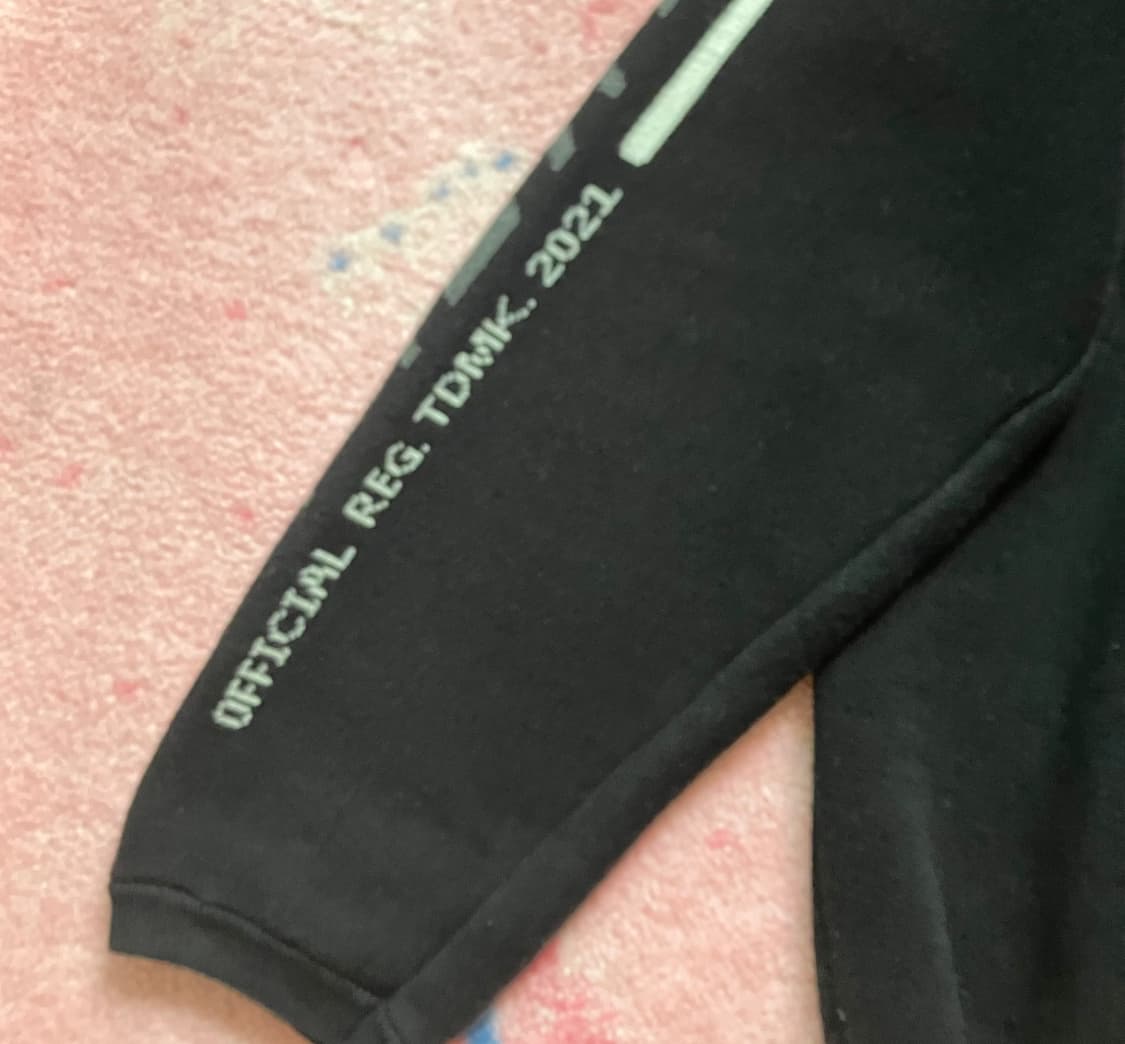 OFFICIAL REG. TDMK. 2021